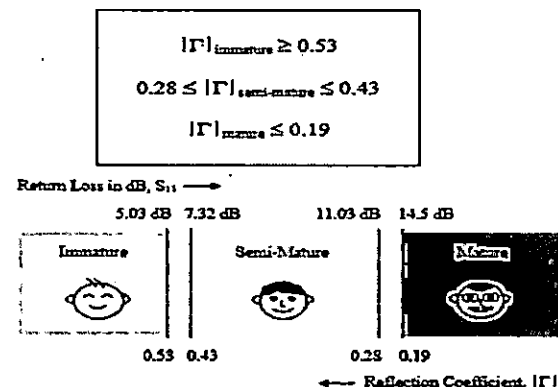 |Γ|immature ≥ 0.53
0.28 ≤ |Γ|semi-mature ≤ 0.43
|Γ|mature ≤ 0.19
Return Loss in dB, S11 →
5.03 dB 7.32 dB 11.03 dB 14.5 dB
Immature Semi-Mature Mature
0.53 0.43 0.28 0.19
← Reflection Coefficient, |Γ|